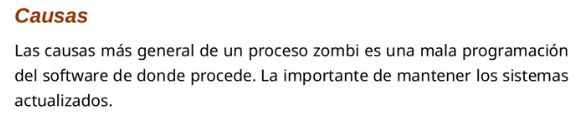 Causas
Las causas más general de un proceso zombi es una mala programación
del software de donde procede. La importante de mantener los sistemas
actualizados.